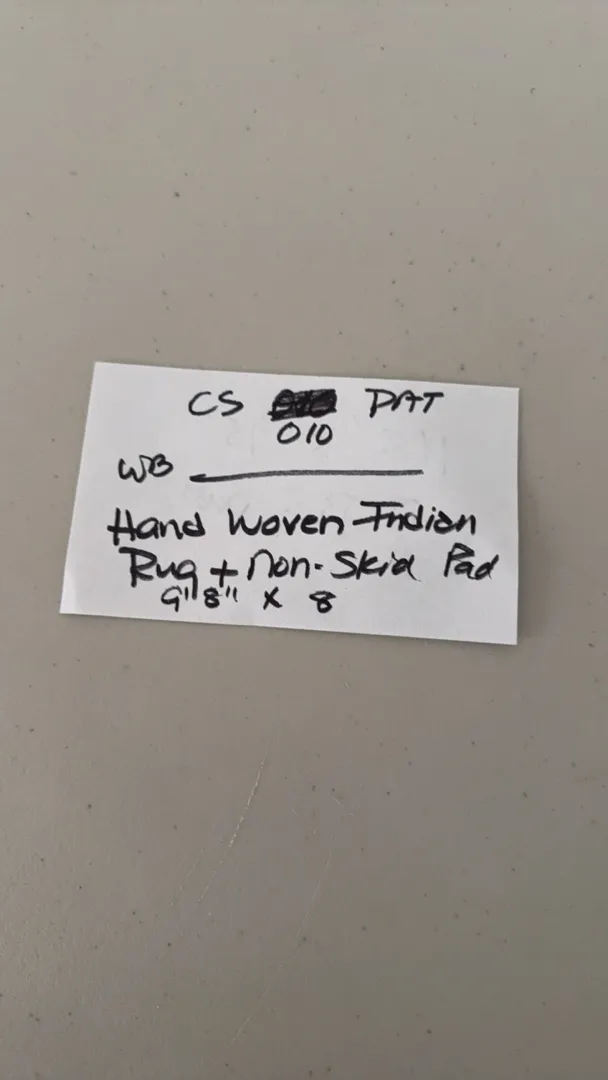 CS PAT
010
WB
Hand Woven Indian
Rug + Non-Skid Pad
9" 8" x 8